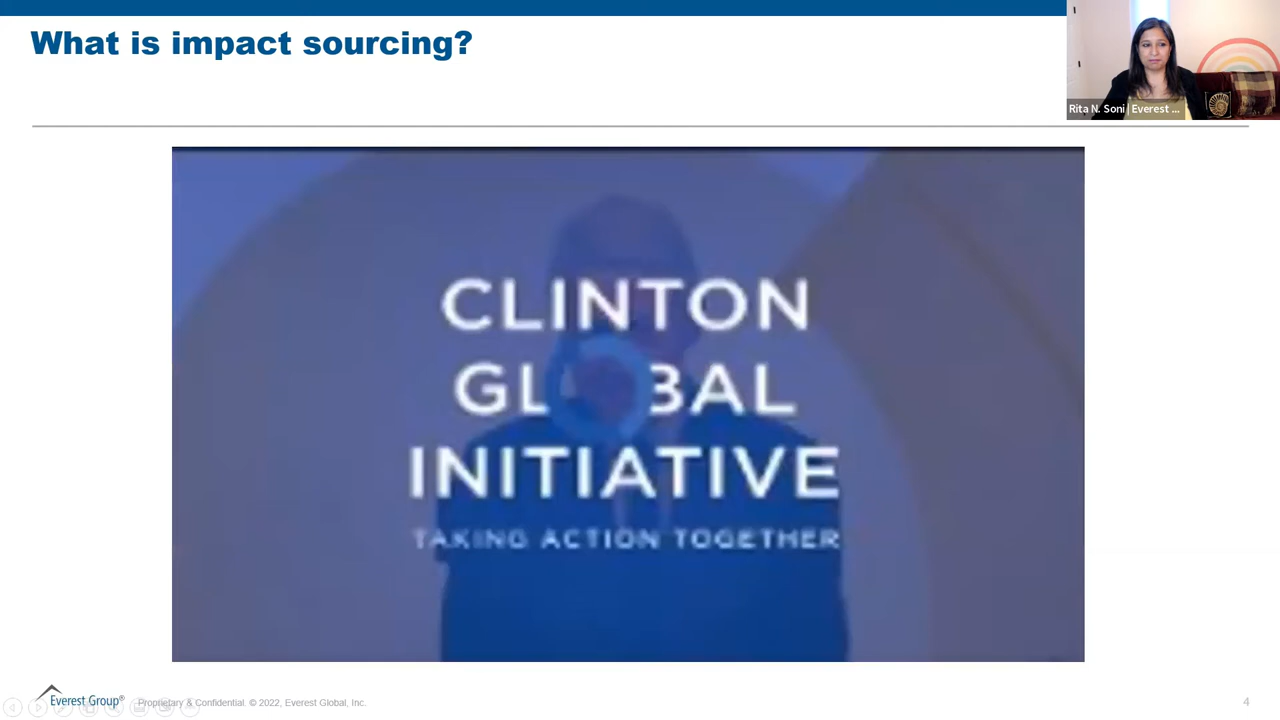 What is impact sourcing?
Rita N. Soni | Everest ...
CLINTON
GLOBAL
INITIATIVE
TAKING ACTION TOGETHER
Everest Group®
Proprietary & Confidential. © 2022, Everest Global, Inc.
4